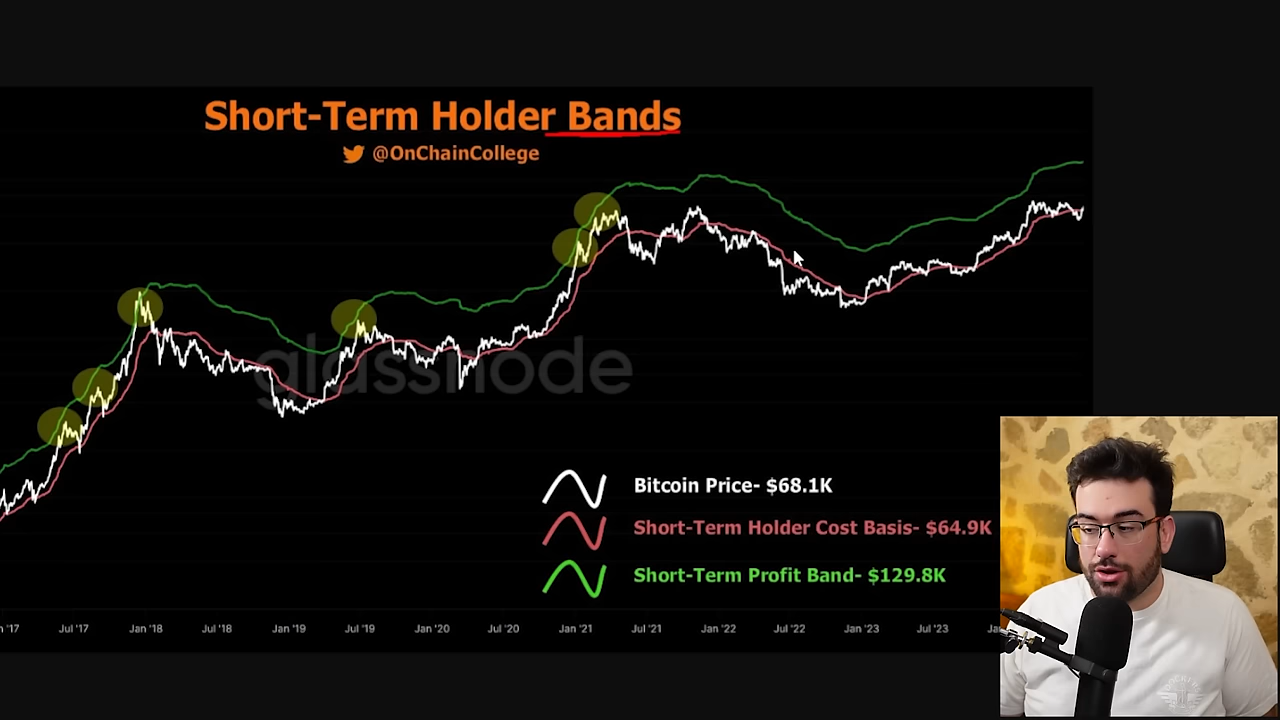 Short-Term Holder Bands
@OnChainCollege
glassnode
Bitcoin Price- $68.1K
Short-Term Holder Cost Basis- $64.9K
Short-Term Profit Band- $129.8K
'17 Jul '17 Jan '18 Jul '18 Jan '19 Jul '19 Jan '20 Jul '20 Jan '21 Jul '21 Jan '22 Jul '22 Jan '23 Jul '23